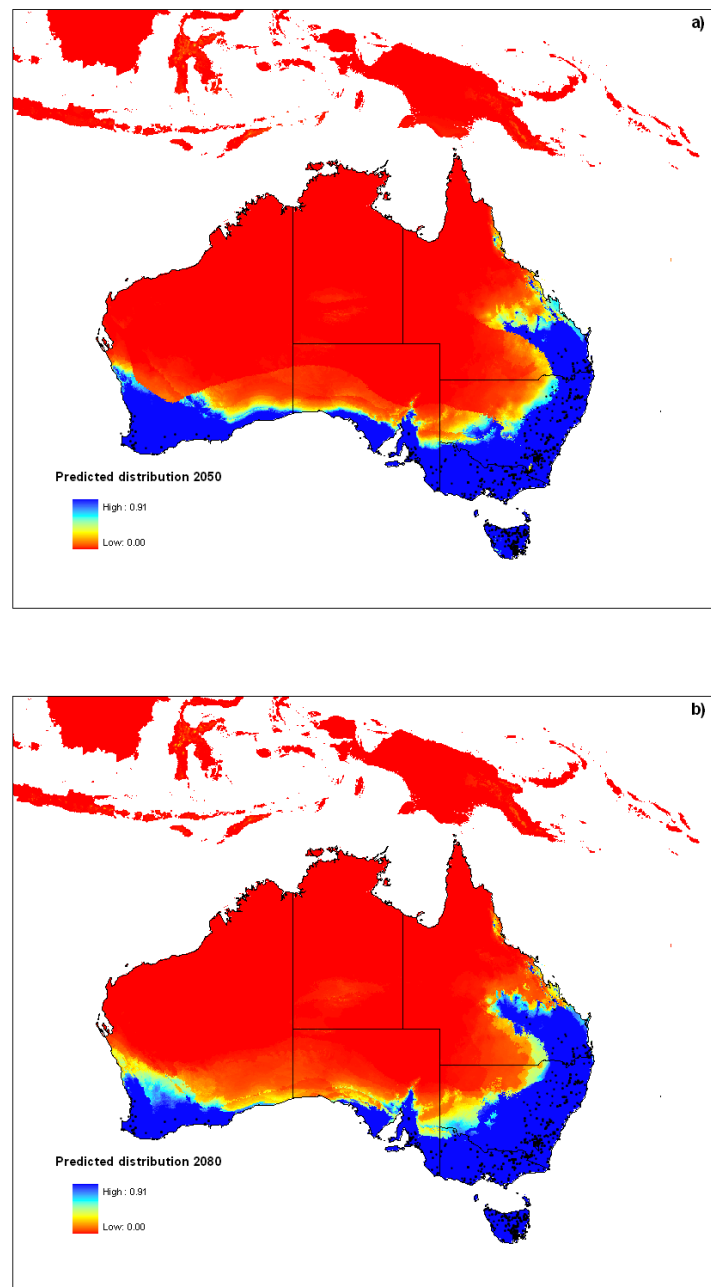 a)
Predicted distribution 2050
High : 0.91
Low: 0.00
b)
Predicted distribution 2080
High : 0.91
Low: 0.00